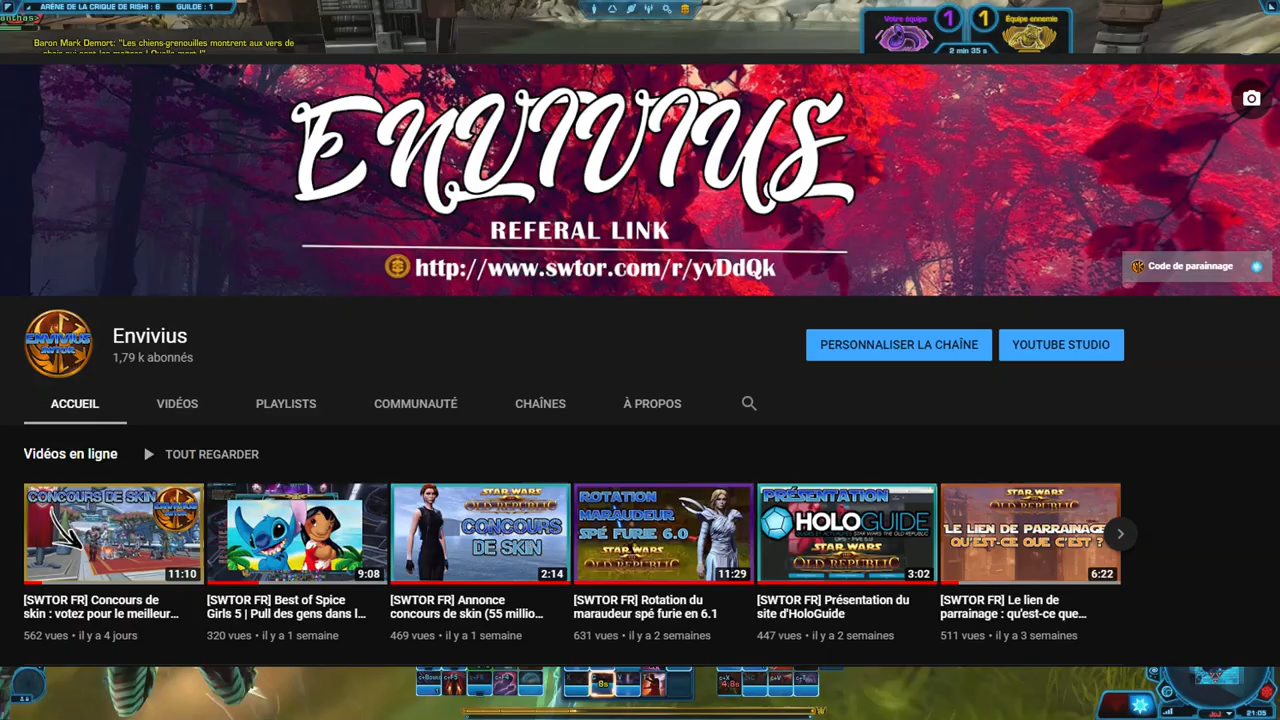 ARÈNE DE LA CRIQUE DE RISHI : 6 GUILDE : 1
anthas>
Baron Mark Demort: "Les chiens-grenouilles montrent aux vers de
Votre équipe 1 1 Équipe ennemie
2 min 35 s
ENVIVIUS
REFERAL LINK
http://www.swtor.com/r/yvDdQk
Code de parainnage
ENVIVIUS
SWTOR
Envivius
1,79 k abonnés
PERSONNALISER LA CHAÎNE YOUTUBE STUDIO
ACCUEIL VIDÉOS PLAYLISTS COMMUNAUTÉ CHAÎNES À PROPOS
Vidéos en ligne TOUT REGARDER
CONCOURS DE SKIN
11:10
9:08
STAR WARS
OLD REPUBLIC
CONCOURS
DE SKIN
2:14
ROTATION
MARAUDEUR
SPÉ FURIE 6.0
STAR WARS
OLD REPUBLIC
11:29
PRÉSENTATION
HOLOGUIDE
STAR WARS
OLD REPUBLIC
3:02
STAR WARS
OLD REPUBLIC
LE LIEN DE PARRAINAGE
QU'EST-CE QUE C'EST ?
6:22
[SWTOR FR] Concours de
skin : votez pour le meilleur...
562 vues • il y a 4 jours
[SWTOR FR] Best of Spice
Girls 5 | Pull des gens dans l...
320 vues • il y a 1 semaine
[SWTOR FR] Annonce
concours de skin (55 millio...
469 vues • il y a 1 semaine
[SWTOR FR] Rotation du
maraudeur spé furie en 6.1
631 vues • il y a 2 semaines
[SWTOR FR] Présentation du
site d'HoloGuide
447 vues • il y a 2 semaines
[SWTOR FR] Le lien de
parrainage : qu'est-ce que...
511 vues • il y a 3 semaines
8s
4.8s
21:05